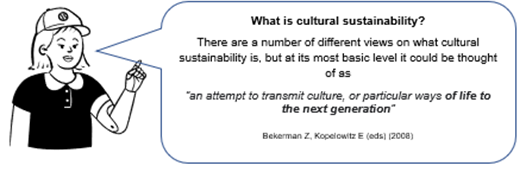 What is cultural sustainability?
There are a number of different views on what cultural
sustainability is, but at its most basic level it could be thought
of as
"an attempt to transmit culture, or particular ways of life to
the next generation"
Bekerman Z, Kopelowitz E (eds) (2008)